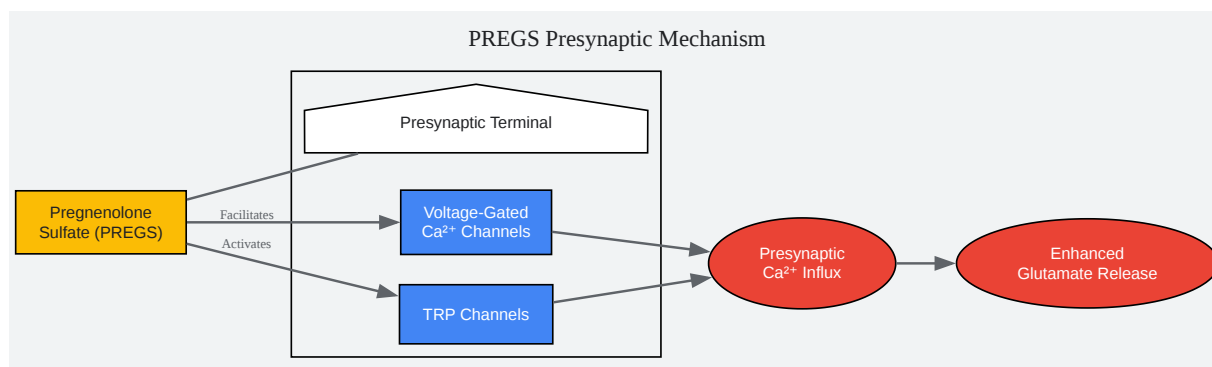 PREGS Presynaptic Mechanism
Presynaptic Terminal
Pregnenolone
Sulfate (PREGS)
Facilitates
Activates
Voltage-Gated
Ca²⁺ Channels
TRP Channels
Presynaptic
Ca²⁺ Influx
Enhanced
Glutamate Release